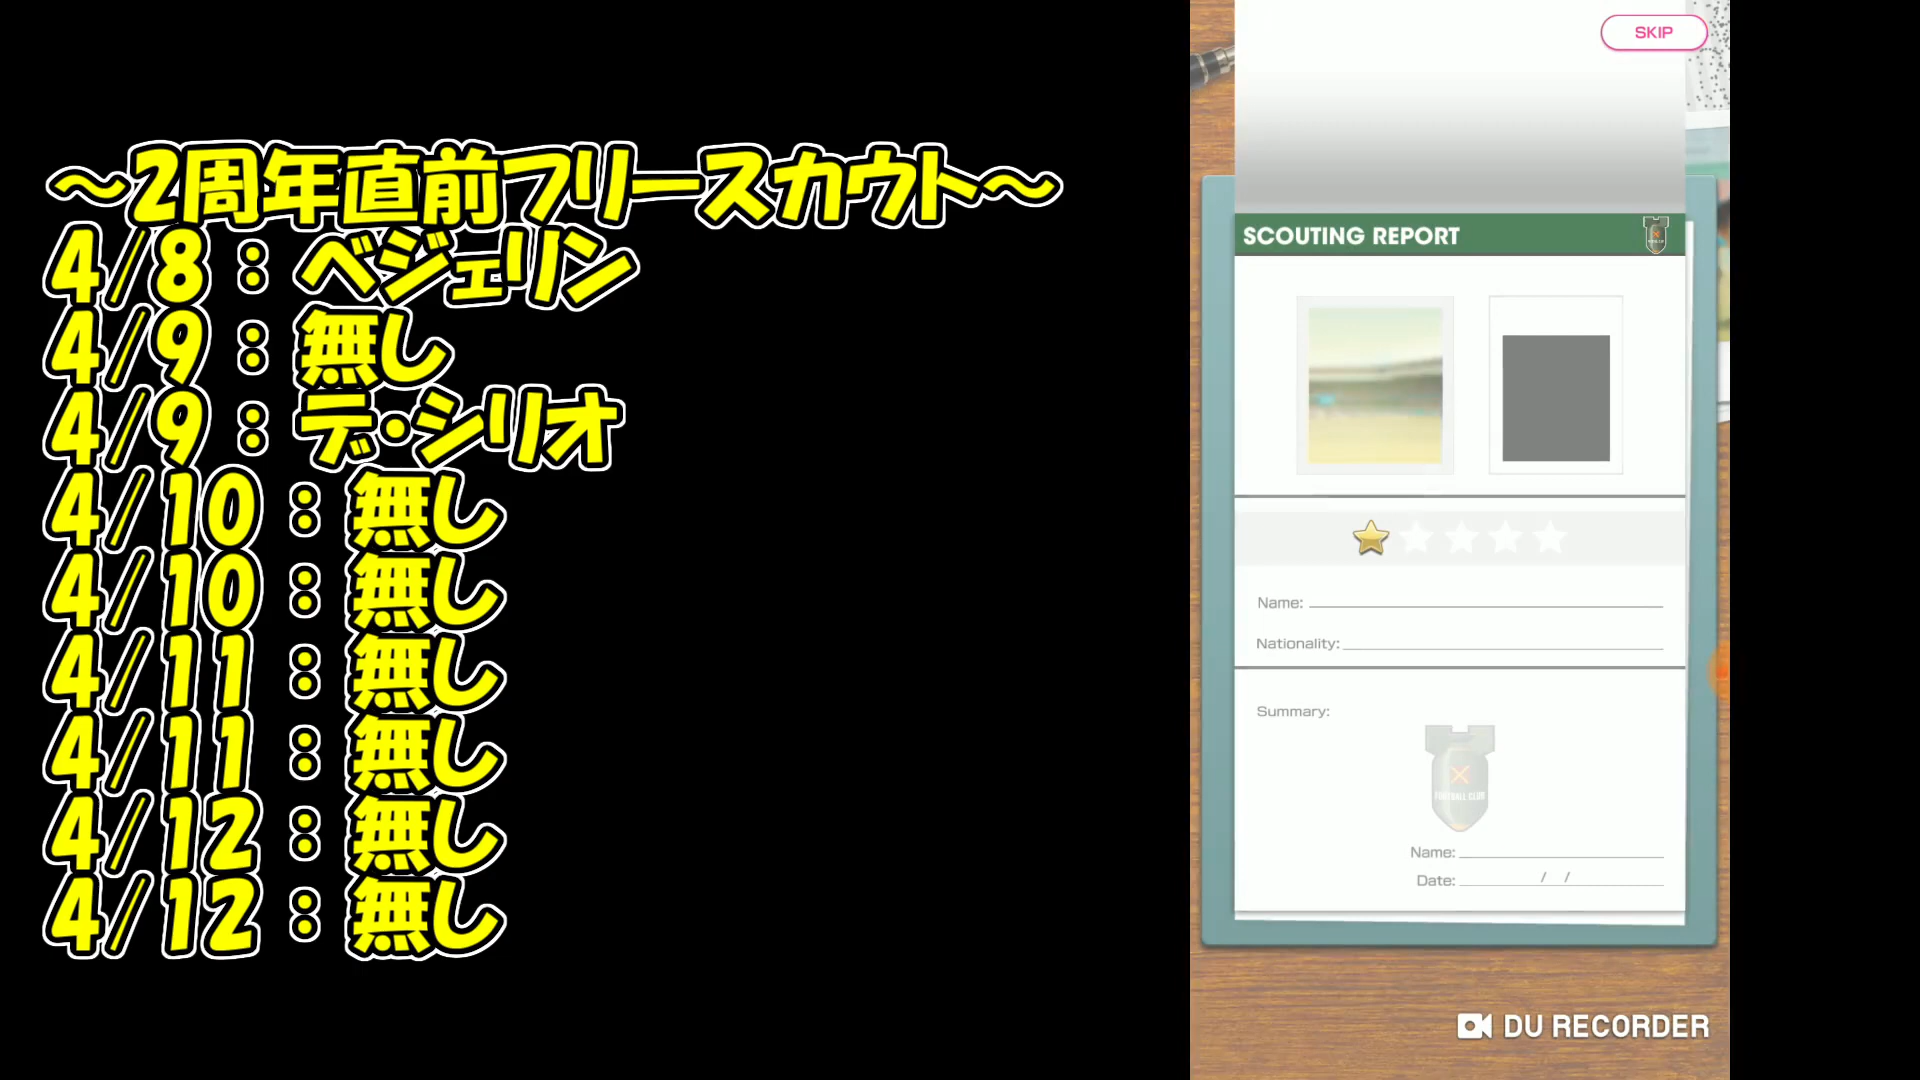 ～2周年直前フリースカウト～
4/8：ベジェリン
4/9：無し
4/9：デ・シリオ
4/10：無し
4/10：無し
4/11：無し
4/11：無し
4/12：無し
4/12：無し
SKIP
SCOUTING REPORT
Name:
Nationality:
Summary:
FOOTBALL CLUB
Name:
Date: / /
DU RECORDER